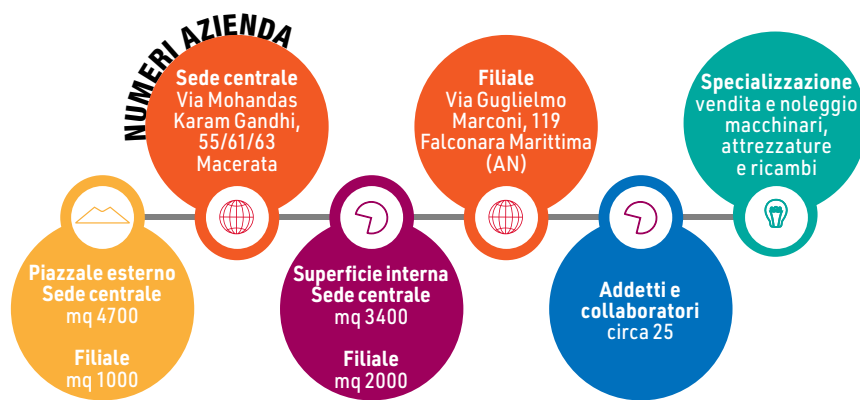 NUMERI AZIENDA
Sede centrale
Via Mohandas
Karam Gandhi,
55/61/63
Macerata
Filiale
Via Guglielmo
Marconi, 119
Falconara Marittima
(AN)
Specializzazione
vendita e noleggio
macchinari,
attrezzature
e ricambi
Piazzale esterno
Sede centrale
mq 4700
Filiale
mq 1000
Superficie interna
Sede centrale
mq 3400
Filiale
mq 2000
Addetti e
collaboratori
circa 25